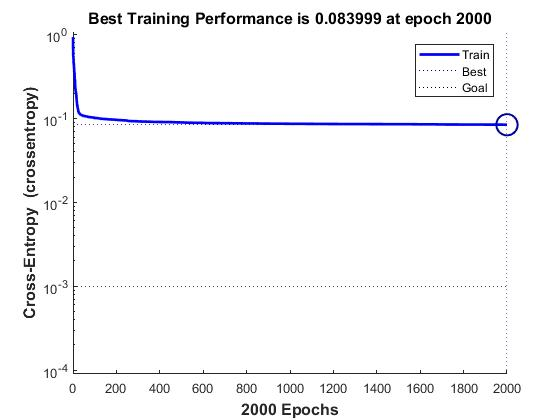 Best Training Performance is 0.083999 at epoch 2000
Train
Best
Goal
10^0
10^-1
10^-2
10^-3
10^-4
Cross-Entropy (crossentropy)
0 200 400 600 800 1000 1200 1400 1600 1800 2000
2000 Epochs